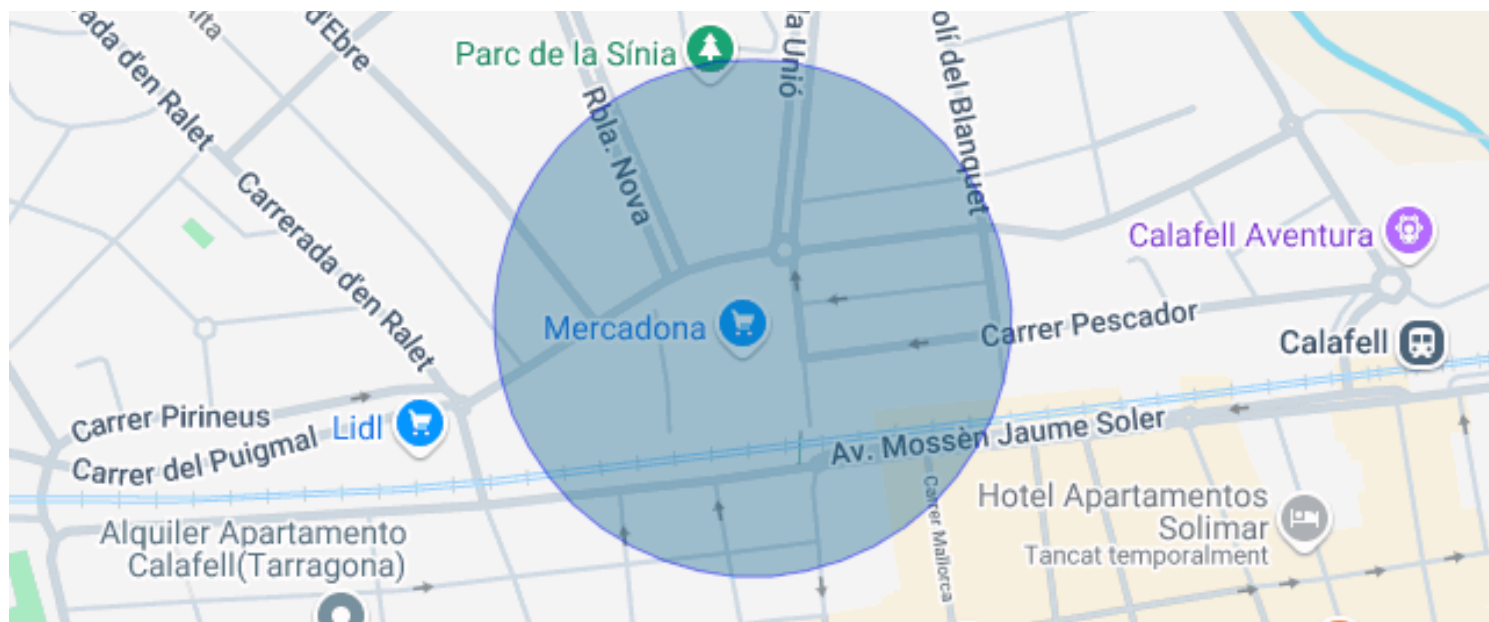 rada d'en Ralet
d'Ebre
Parc de la Sínia
la Unió
olí del Blanquet
Rbla. Nova
Carrerada d'en Ralet
Calafell Aventura
Mercadona
Carrer Pescador
Calafell
Carrer Pirineus
Lidl
Carrer del Puigmal
Av. Mossèn Jaume Soler
Carrer Mallorca
Hotel Apartamentos
Solimar
Tancat temporalment
Alquiler Apartamento
Calafell(Tarragona)